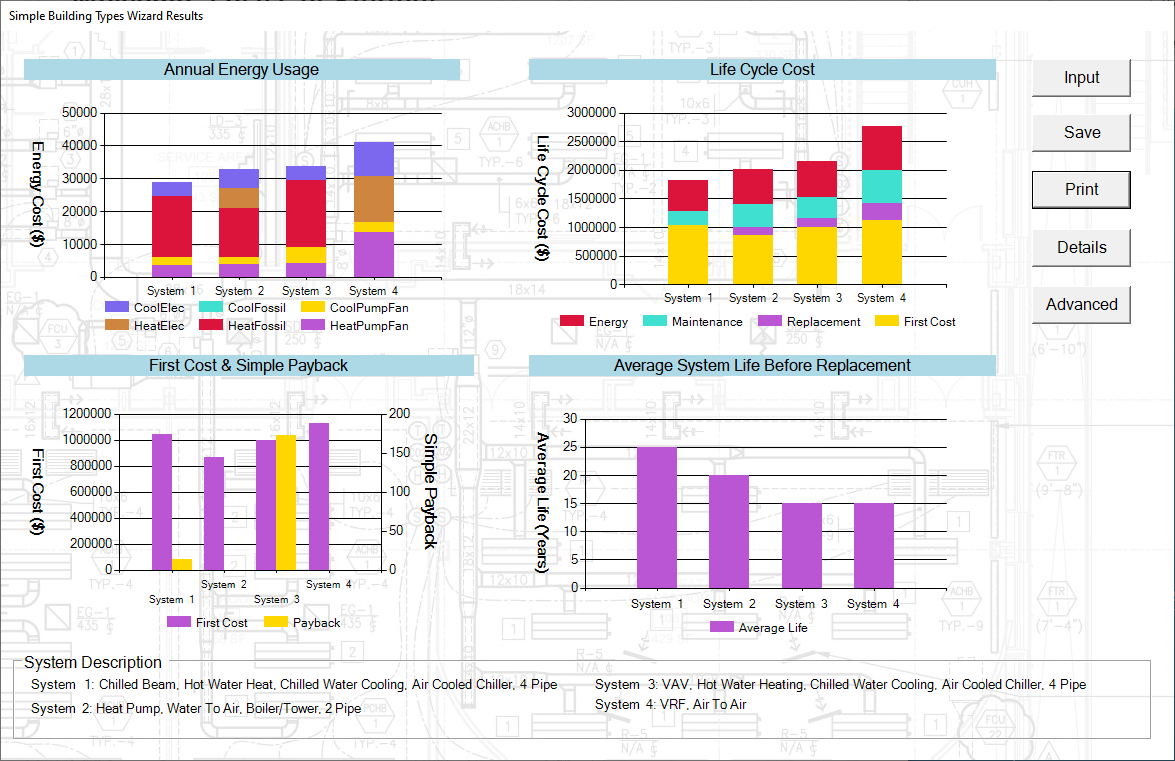 Simple Building Types Wizard Results
Annual Energy Usage
Energy Cost ($)
50000
40000
30000
20000
10000
0
System 1 System 2 System 3 System 4
CoolElec CoolFossil CoolPumpFan
HeatElec HeatFossil HeatPumpFan
Life Cycle Cost
Life Cycle Cost ($)
3000000
2500000
2000000
1500000
1000000
500000
0
System 1 System 2 System 3 System 4
Energy Maintenance Replacement First Cost
Input
Save
Print
Details
Advanced
First Cost & Simple Payback
First Cost ($)
1200000
1000000
800000
600000
400000
200000
0
200
150
100
50
0
Simple Payback
System 2 System 4
System 1 System 3
First Cost Payback
Average System Life Before Replacement
Average Life (Years)
30
25
20
15
10
5
0
System 1 System 2 System 3 System 4
Average Life
System Description
System 1: Chilled Beam, Hot Water Heat, Chilled Water Cooling, Air Cooled Chiller, 4 Pipe
System 2: Heat Pump, Water To Air, Boiler/Tower, 2 Pipe
System 3: VAV, Hot Water Heating, Chilled Water Cooling, Air Cooled Chiller, 4 Pipe
System 4: VRF, Air To Air